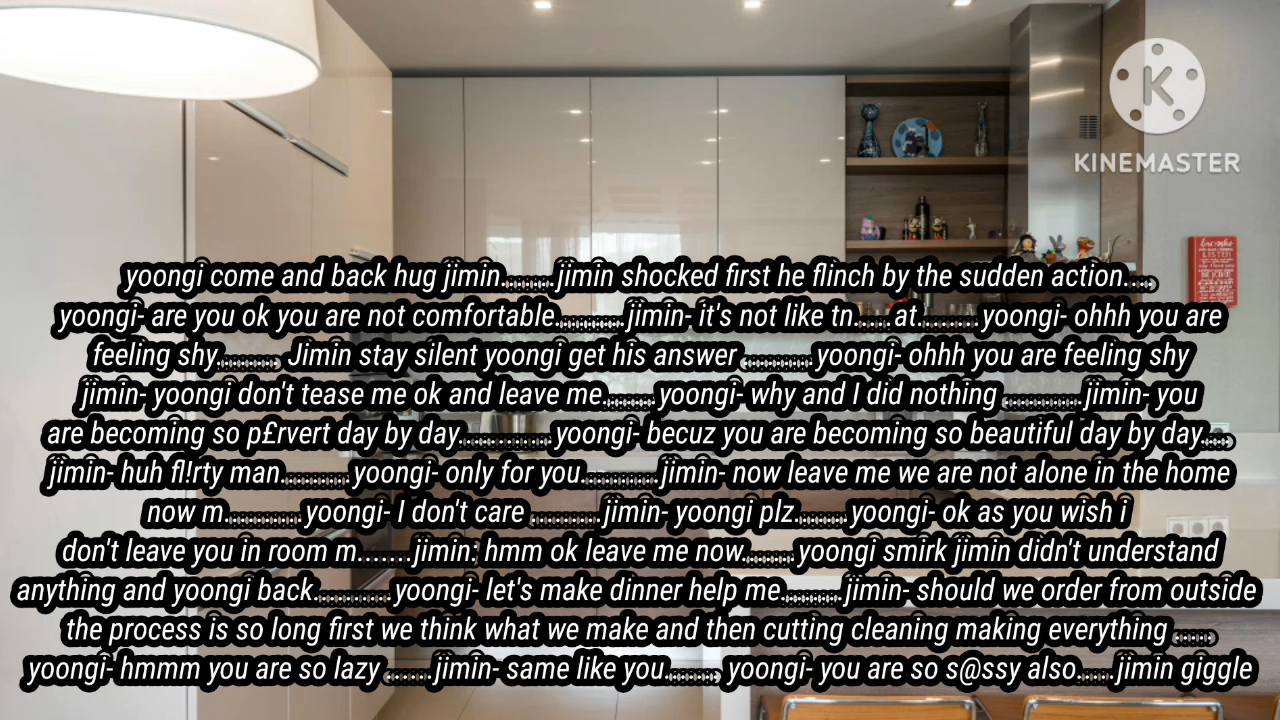 KINEMASTER
yoongi come and back hug jimin.........jimin shocked first he flinch by the sudden action.....
yoongi- are you ok you are not comfortable.............jimin- it's not like tn...... at...........yoongi- ohhh you are
feeling shy............ Jimin stay silent yoongi get his answer .............yoongi- ohhh you are feeling shy
jimin- yoongi don't tease me ok and leave me.........yoongi- why and I did nothing ..............jimin- you
are becoming so p£rvert day by day.................yoongi- becuz you are becoming so beautiful day by day.....
jimin- huh fl!rty man............yoongi- only for you..............jimin- now leave me we are not alone in the home
now m.............yoongi- I don't care ............jimin- yoongi plz.........yoongi- ok as you wish i
don't leave you in room m.......jimin: hmm ok leave me now.........yoongi smirk jimin didn't understand
anything and yoongi back.............yoongi- let's make dinner help me...........jimin- should we order from outside
the process is so long first we think what we make and then cutting cleaning making everything .......
yoongi- hmmm you are so lazy ........jimin- same like you......... yoongi- you are so s@ssy also......jimin giggle